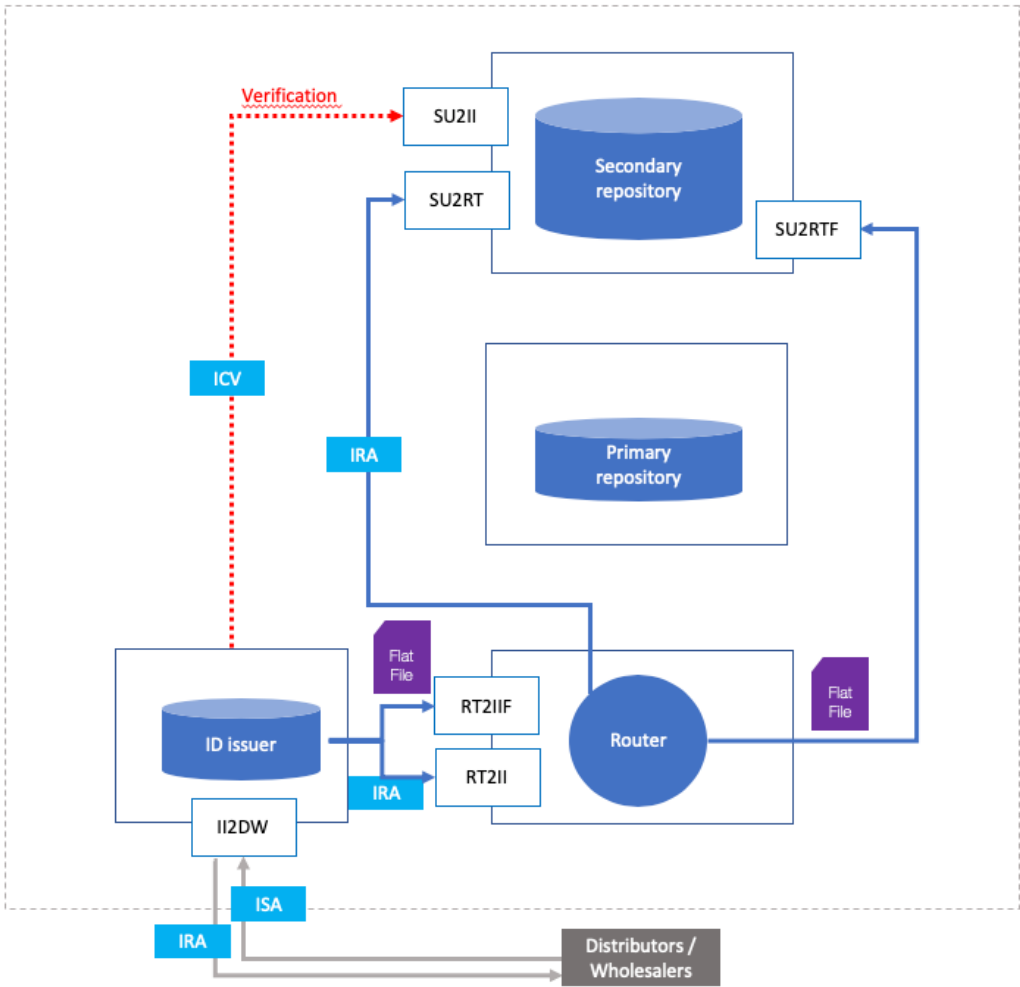 Verification
SU2II
Secondary
repository
SU2RT
SU2RTF
ICV
IRA
Primary
repository
Flat
File
RT2IIF
Flat
File
ID issuer
Router
RT2II
IRA
II2DW
ISA
IRA
Distributors /
Wholesalers